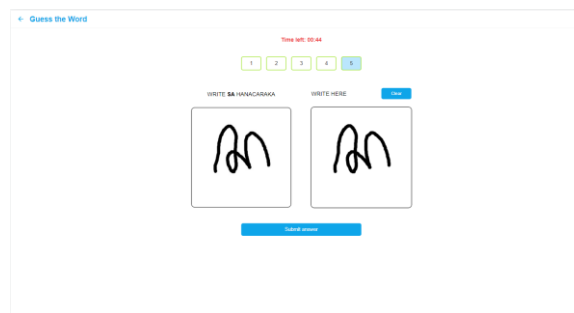 ← Guess the Word
Time left: 00:44
1 2 3 4 5
WRITE SA HANACARAKA WRITE HERE Clear
ꦱ ꦱ
Submit answer